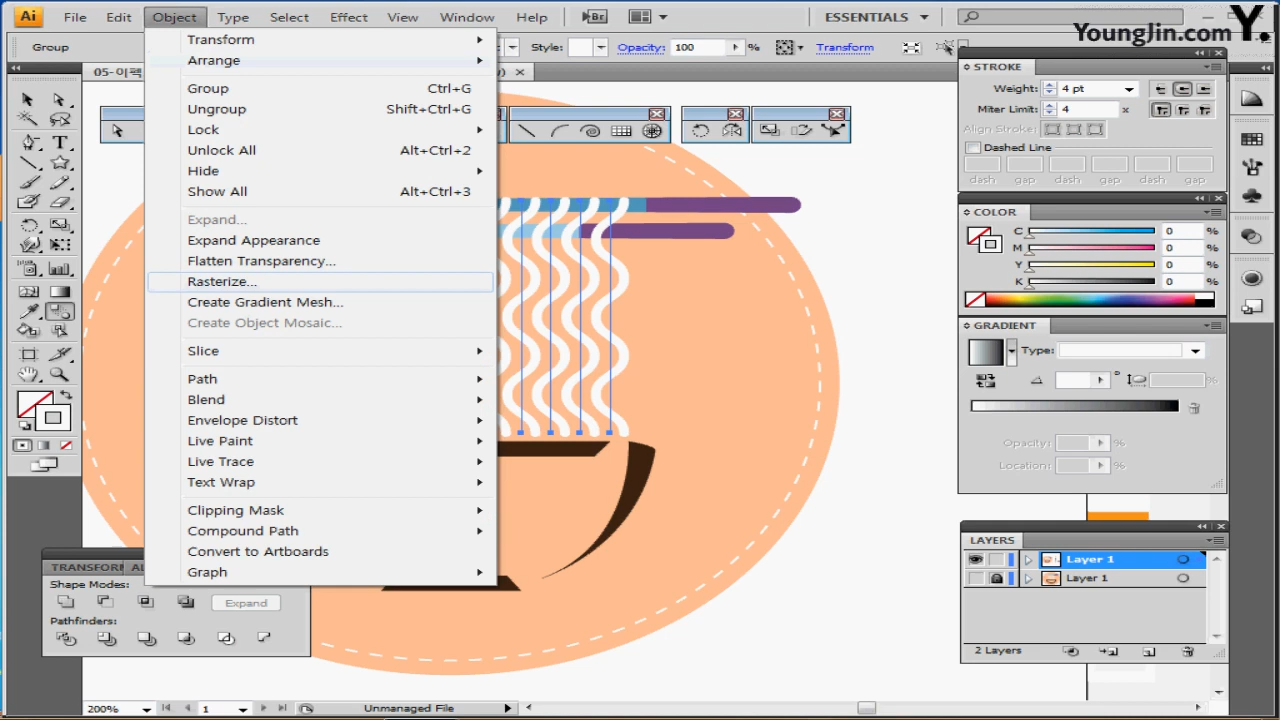 Ai File Edit Object Type Select Effect View Window Help Br ESSENTIALS
YoungJin.com Y.
Group Style: Opacity: 100 % Transform
05-이펙
Transform
Arrange
Group Ctrl+G
Ungroup Shift+Ctrl+G
Lock
Unlock All Alt+Ctrl+2
Hide
Show All Alt+Ctrl+3
Expand...
Expand Appearance
Flatten Transparency...
Rasterize...
Create Gradient Mesh...
Create Object Mosaic...
Slice
Path
Blend
Envelope Distort
Live Paint
Live Trace
Text Wrap
Clipping Mask
Compound Path
Convert to Artboards
Graph
STROKE
Weight: 4 pt
Miter Limit: 4 x
Align Stroke:
Dashed Line
dash gap dash gap dash gap
COLOR
C 0 %
M 0 %
Y 0 %
K 0 %
GRADIENT
Type:
Opacity: %
Location: %
LAYERS
Layer 1
Layer 1
2 Layers
TRANSFORM
Shape Modes:
Expand
Pathfinders:
200% 1 Unmanaged File